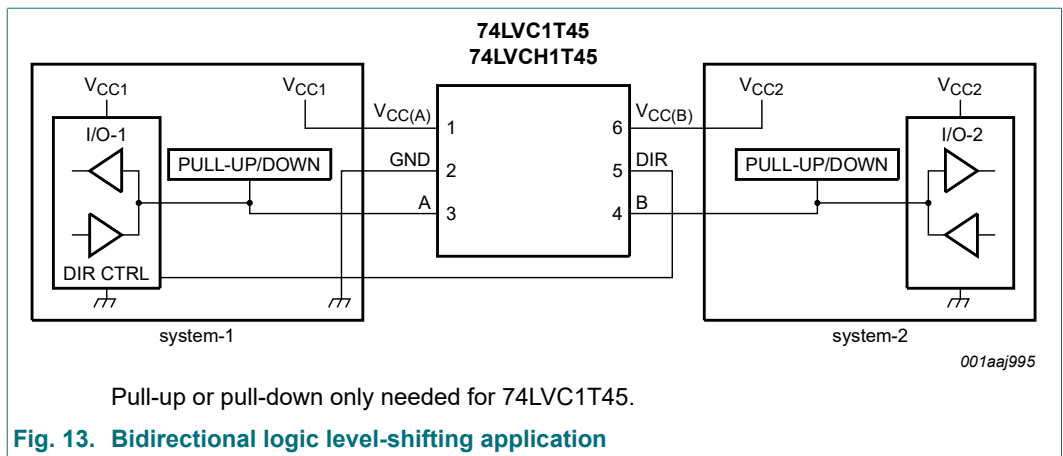 74LVC1T45
74LVCH1T45
VCC1
VCC1
VCC(A)
1
6
VCC(B)
VCC2
VCC2
I/O-1
PULL-UP/DOWN
GND
2
5
DIR
PULL-UP/DOWN
I/O-2
A
3
4
B
DIR CTRL
system-1
system-2
001aaj995
Pull-up or pull-down only needed for 74LVC1T45.
Fig. 13. Bidirectional logic level-shifting application